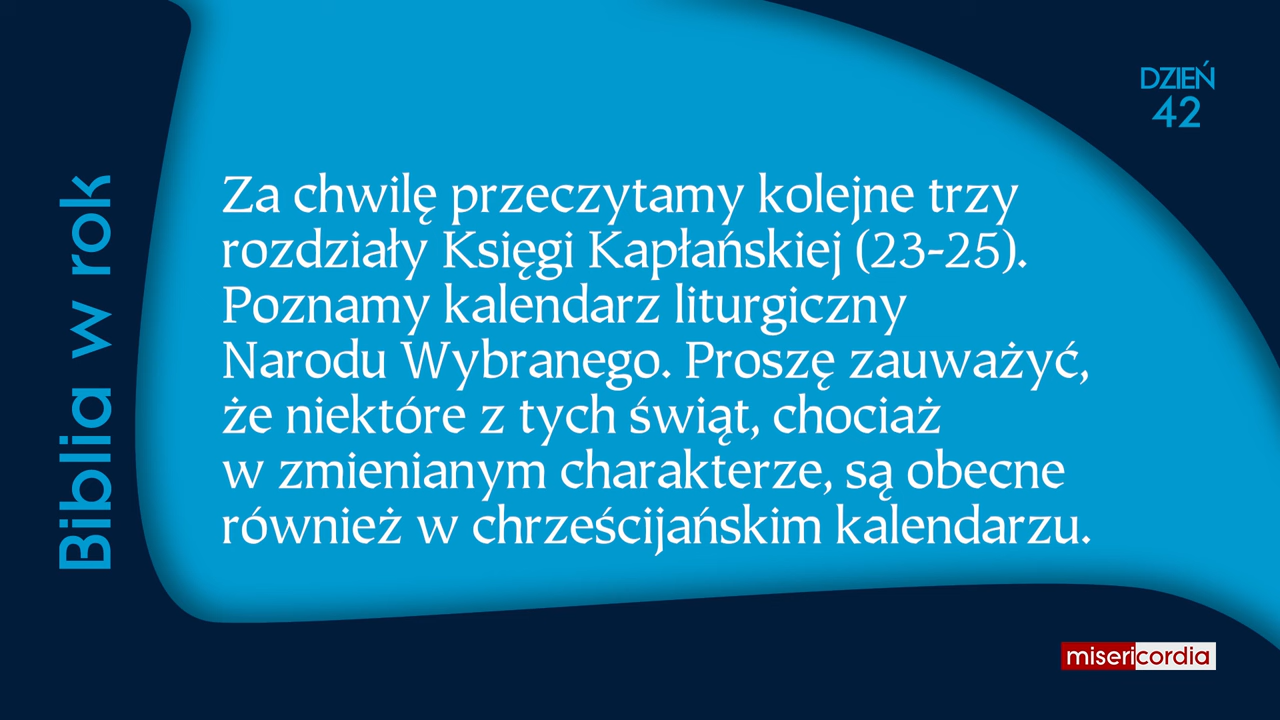 Biblia w rok
DZIEŃ
42
Za chwilę przeczytamy kolejne trzy
rozdziały Księgi Kapłańskiej (23-25).
Poznamy kalendarz liturgiczny
Narodu Wybranego. Proszę zauważyć,
że niektóre z tych świąt, chociaż
w zmienianym charakterze, są obecne
również w chrześcijańskim kalendarzu.
misericordia